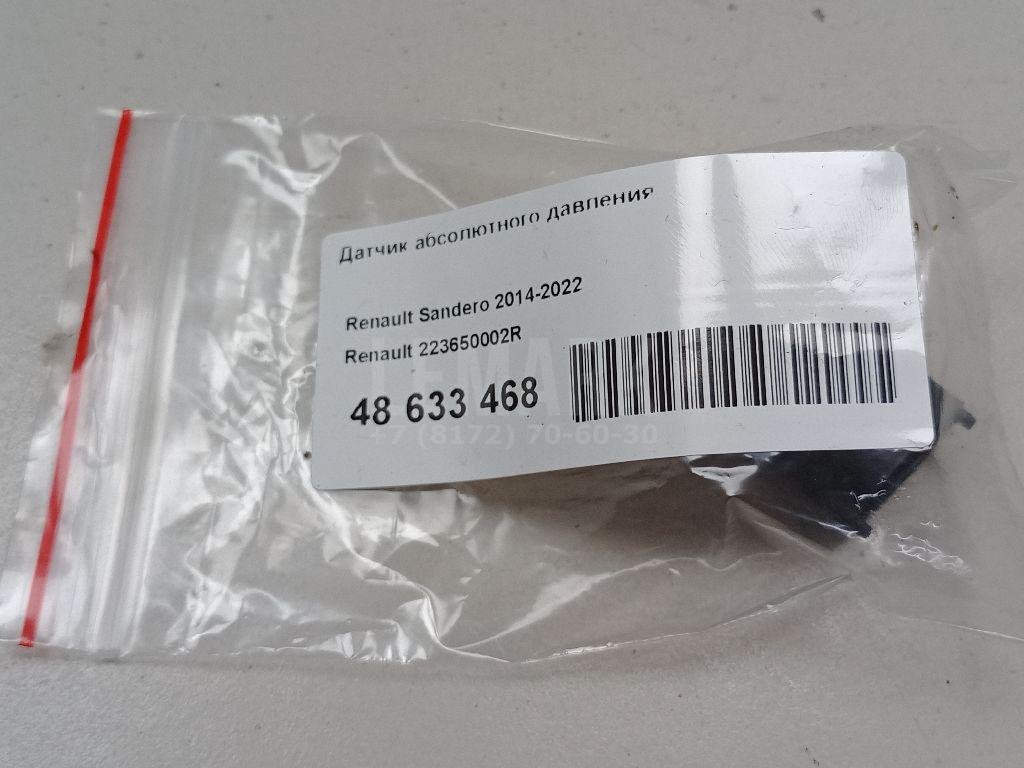 Датчик абсолютного давления
Renault Sandero 2014-2022
Renault 223650002R
48 633 468
+7 (8172) 70-60-30